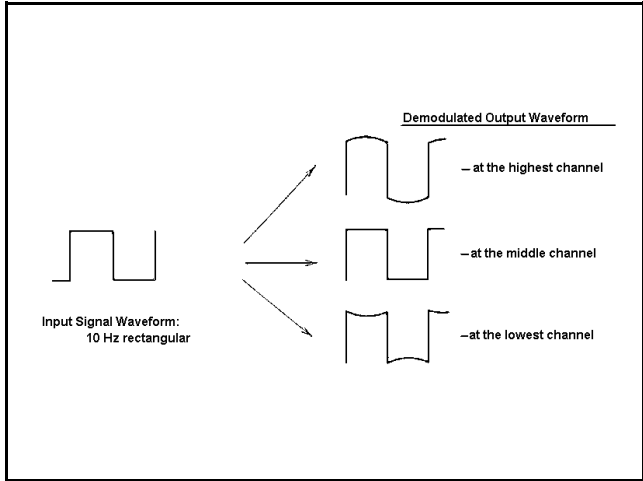 Demodulated Output Waveform
– at the highest channel
– at the middle channel
– at the lowest channel
Input Signal Waveform:
10 Hz rectangular